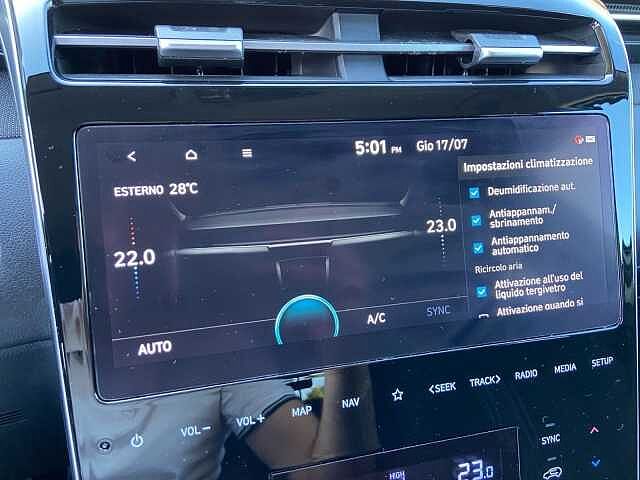 5:01 PM Gio 17/07
Impostazioni climatizzazione
ESTERNO 28°C
Deumidificazione aut.
Antiappannam./
sbrinamento
22.0
23.0
Antiappannamento
automatico
Ricircolo aria
Attivazione all'uso del
liquido tergivetro
Attivazione quando si
AUTO
A/C
SYNC
VOL−
VOL+
MAP
NAV
<SEEK
TRACK>
RADIO
MEDIA
SETUP
SYNC
HIGH
23.0